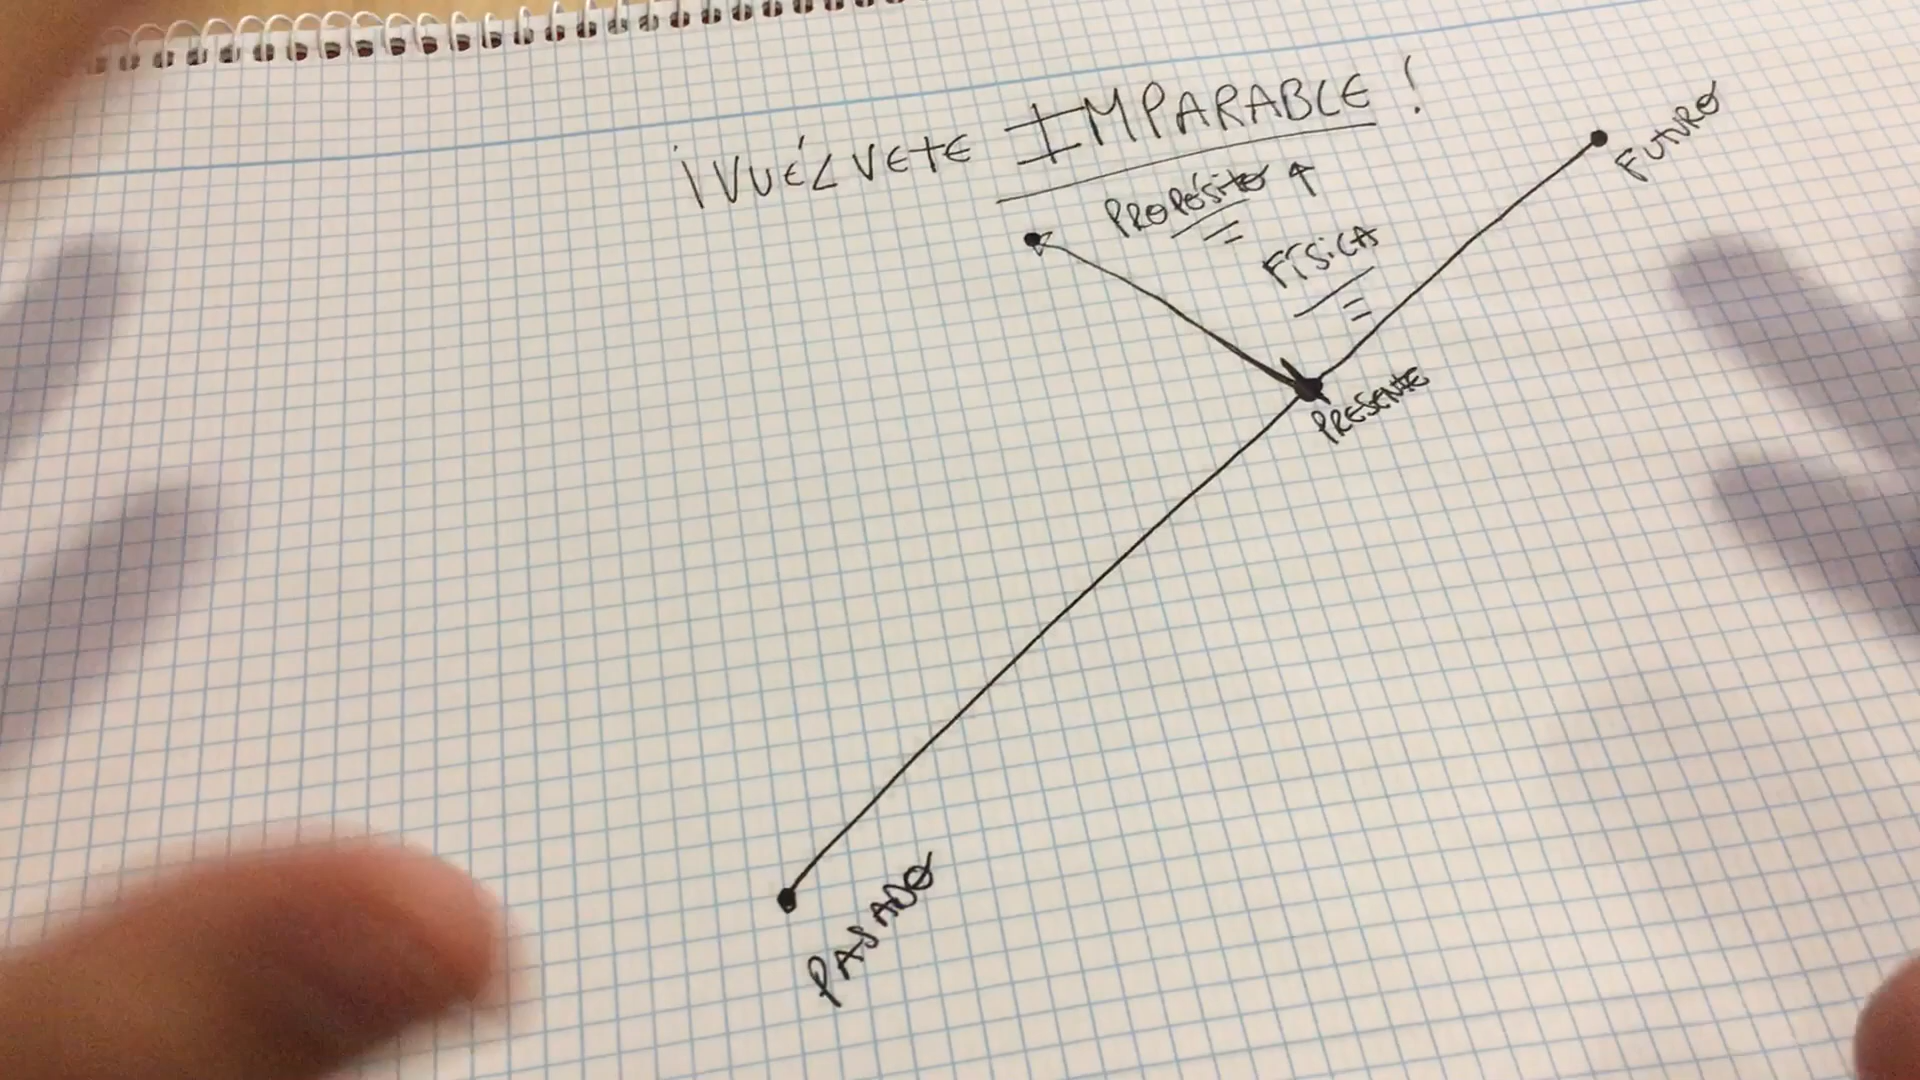 ¡VUÉLVETE IMPARABLE!
PROPÓSITO ↑
FÍSICA
FUTURO
PRESENTE
PASADO